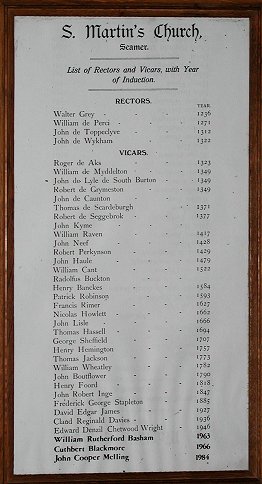 S. Martin's Church,
Seamer.
List of Rectors and Vicars, with Year
of Induction.
RECTORS.
YEAR
Walter Grey - 1236
William de Perci - 1271
John de Toppeclyve - 1312
John de Wykham - 1322
VICARS.
Roger de Aks - 1323
William de Myddelton - 1349
John de Lyle de South Burton - 1349
Robert de Grymeston - 1349
John de Caunton
Thomas de Scardeburgh - 1371
Robert de Seggebrok - 1377
John Kyme
William Raven - 1417
John Neef - 1428
Robert Perkynson - 1429
John Haule - 1479
William Cant - 1522
Radolfus Buckton
Henry Banckes - 1584
Patrick Robinson - 1593
Francis Rimer - 1627
Nicolas Howlett - 1662
John Lisle - 1666
Thomas Hassell - 1694
George Sheffield - 1707
Henry Hemington - 1757
Thomas Jackson - 1773
William Wheatley - 1782
John Boutflower - 1790
Henry Foord - 1818
John Robert Inge - 1847
Frederick George Stapleton - 1885
David Edgar James - 1927
Cland Reginald Davies - 1936
Edward Denzil Chetwood Wright - 1946
William Rutherford Basham 1963
Cuthbert Blackmore 1966
John Cooper Melling 1984